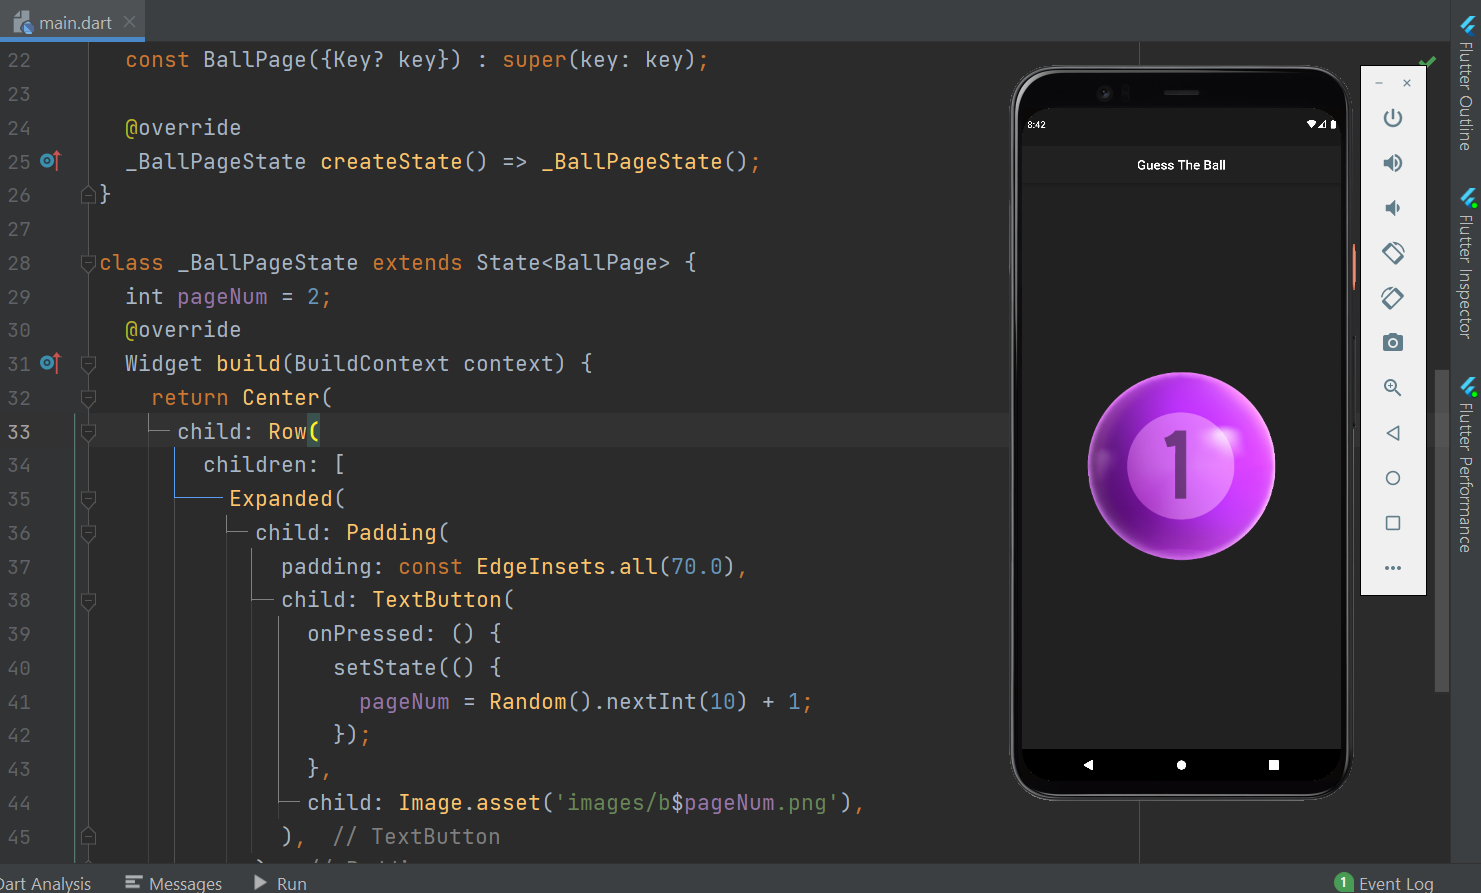 main.dart
22 const BallPage({Key? key}) : super(key: key);
23
24 @override
25 _BallPageState createState() => _BallPageState();
26 }
27
28 class _BallPageState extends State<BallPage> {
29 int pageNum = 2;
30 @override
31 Widget build(BuildContext context) {
32 return Center(
33 child: Row(
34 children: [
35 Expanded(
36 child: Padding(
37 padding: const EdgeInsets.all(70.0),
38 child: TextButton(
39 onPressed: () {
40 setState(() {
41 pageNum = Random().nextInt(10) + 1;
42 });
43 },
44 child: Image.asset('images/b$pageNum.png'),
45 ), // TextButton
8:42
Guess The Ball
1
Flutter Outline
Flutter Inspector
Flutter Performance
Dart Analysis
Messages
Run
1 Event Log